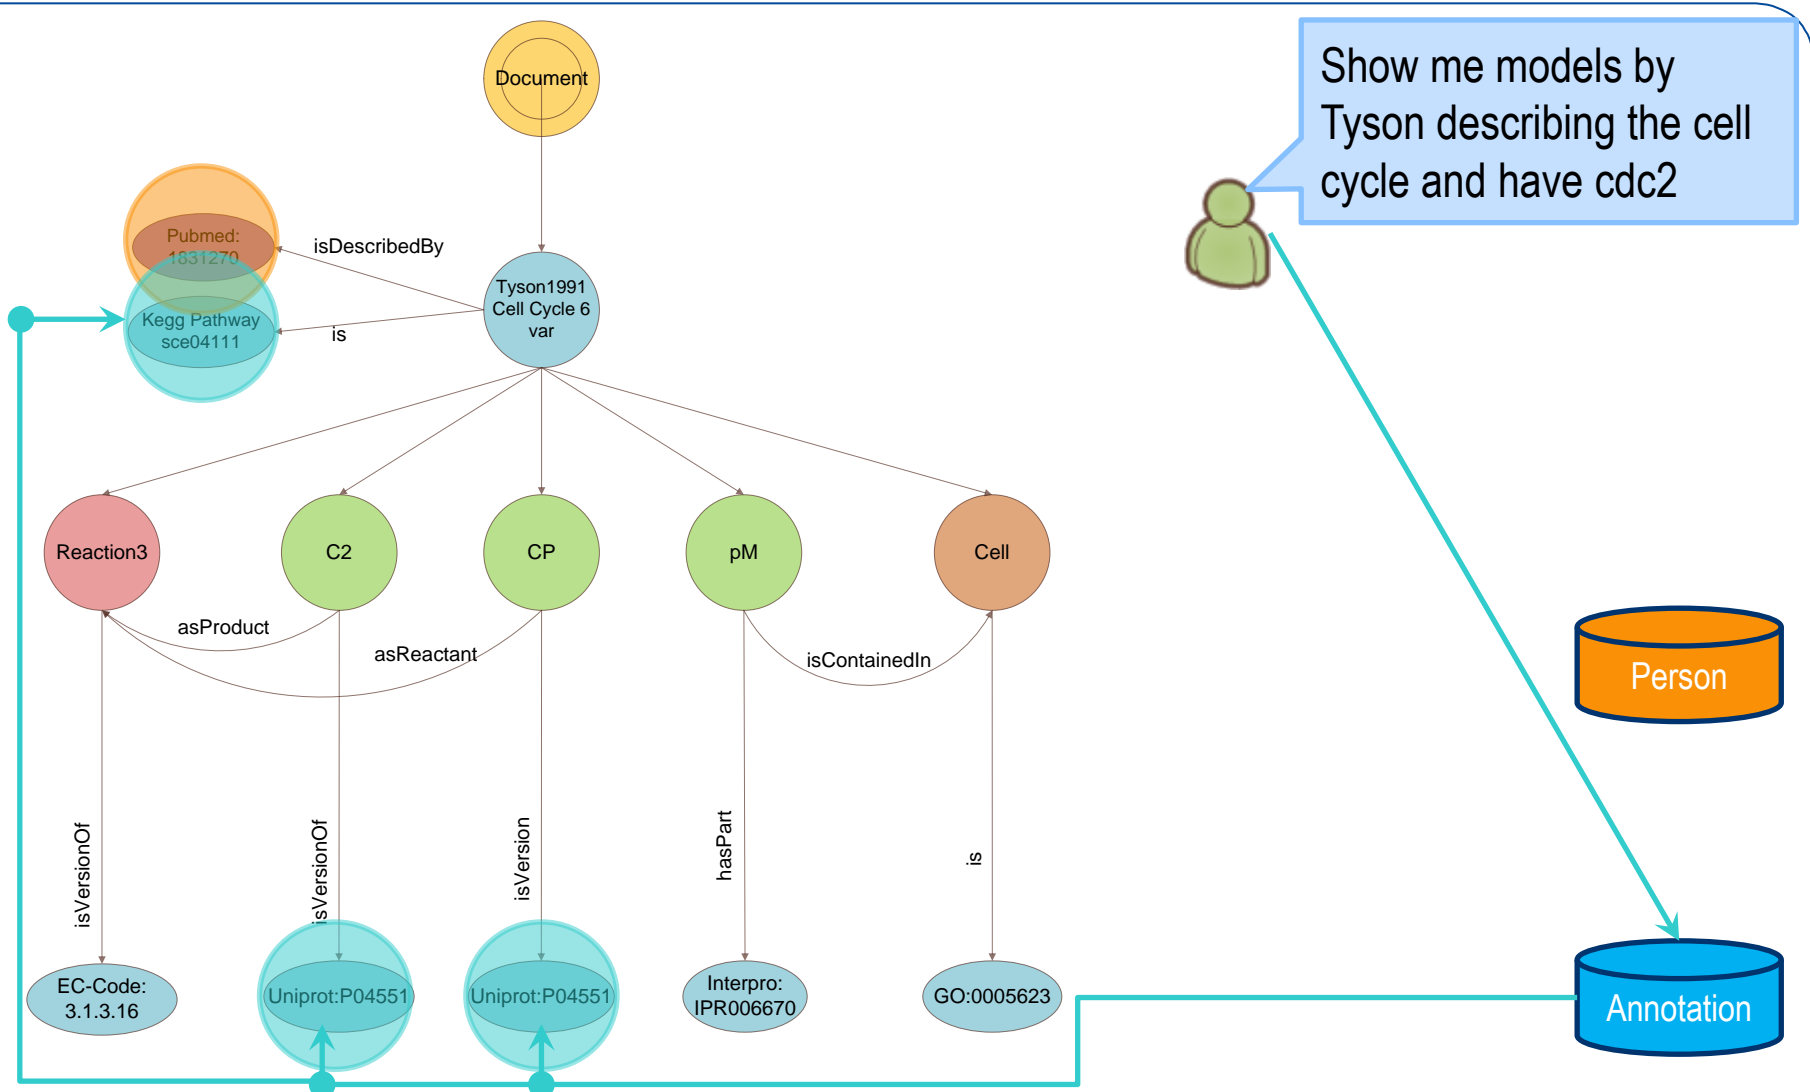 Document
Show me models by
Tyson describing the cell
cycle and have cdc2
Pubmed:
1831270
isDescribedBy
Tyson1991
Cell Cycle 6
var
Kegg Pathway
sce04111
is
Reaction3
C2
CP
pM
Cell
asProduct
asReactant
isContainedIn
Person
isVersionOf
isVersionOf
isVersion
hasPart
is
EC-Code:
3.1.3.16
Uniprot:P04551
Uniprot:P04551
Interpro:
IPR006670
GO:0005623
Annotation